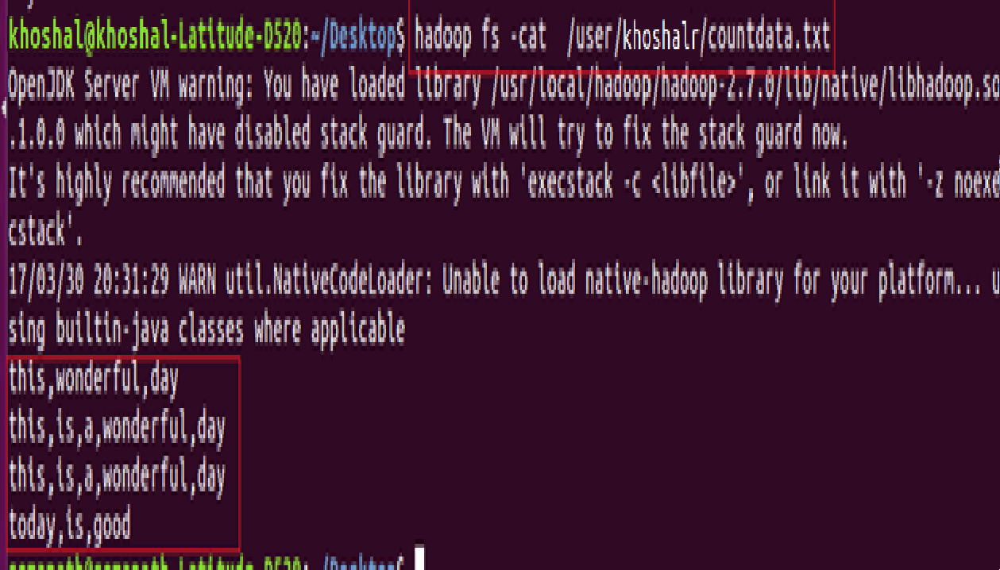 khoshal@khoshal-Latitude-D520:~/Desktop$ hadoop fs -cat  /user/khoshalr/countdata.txt
OpenJDK Server VM warning: You have loaded library /usr/local/hadoop/hadoop-2.7.0/lib/native/libhadoop.so
.1.0.0 which might have disabled stack guard. The VM will try to fix the stack guard now.
It's highly recommended that you fix the library with 'execstack -c <libfile>', or link it with '-z noexe
cstack'.
17/03/30 20:31:29 WARN util.NativeCodeLoader: Unable to load native-hadoop library for your platform... u
sing builtin-java classes where applicable
this,wonderful,day
this,is,a,wonderful,day
this,is,a,wonderful,day
today,is,good